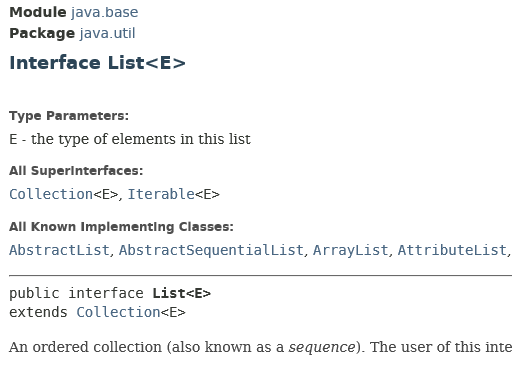 Module java.base
Package java.util
Interface List<E>
Type Parameters:
E - the type of elements in this list
All Superinterfaces:
Collection<E>, Iterable<E>
All Known Implementing Classes:
AbstractList, AbstractSequentialList, ArrayList, AttributeList,
public interface List<E>
extends Collection<E>
An ordered collection (also known as a sequence). The user of this inte